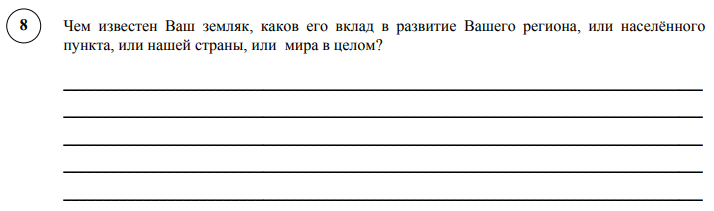 8 Чем известен Ваш земляк, каков его вклад в развитие Вашего региона, или населённого
пункта, или нашей страны, или мира в целом?